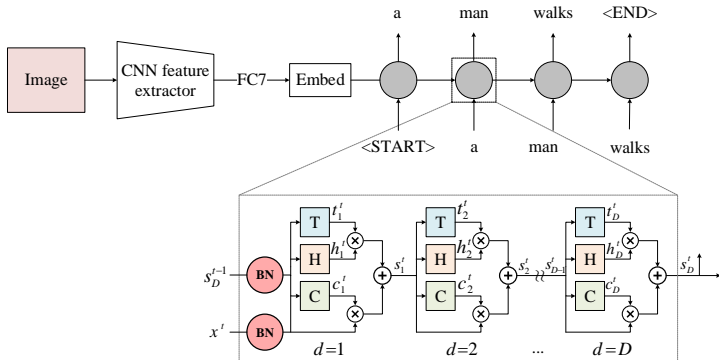 a man walks <END>
Image CNN feature extractor FC7 Embed
<START> a man walks
T t_1^t T t_2^t T t_D^t
H h_1^t H h_2^t H h_D^t
s_D^{t-1} BN s_1^t s_2^t s_{D-1}^t s_D^t
C c_1^t C c_2^t C c_D^t
x^t BN
d=1 d=2 ... d=D